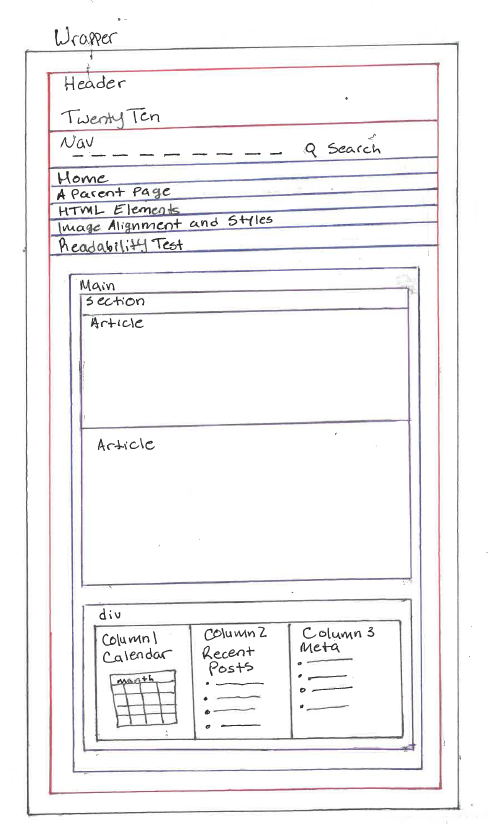 Wrapper
Header
Twenty Ten
Nav
Search
Home
A Parent Page
HTML Elements
Image Alignment and Styles
Readability Test
Main
Section
Article
Article
div
Column 1
Calendar
month
Column 2
Recent
Posts
Column 3
Meta